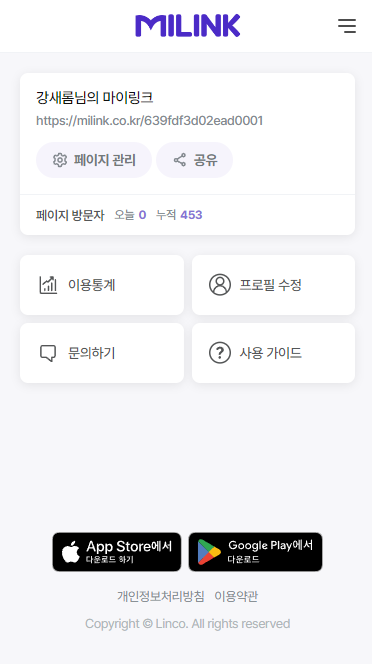 MILINK
강새롬님의 마이링크
https://milink.co.kr/639fdf3d02ead0001
페이지 관리 공유
페이지 방문자 오늘 0 누적 453
이용통계 프로필 수정
문의하기 사용 가이드
App Store에서 Google Play에서
다운로드 하기 다운로드
개인정보처리방침 이용약관
Copyright © Linco. All rights reserved